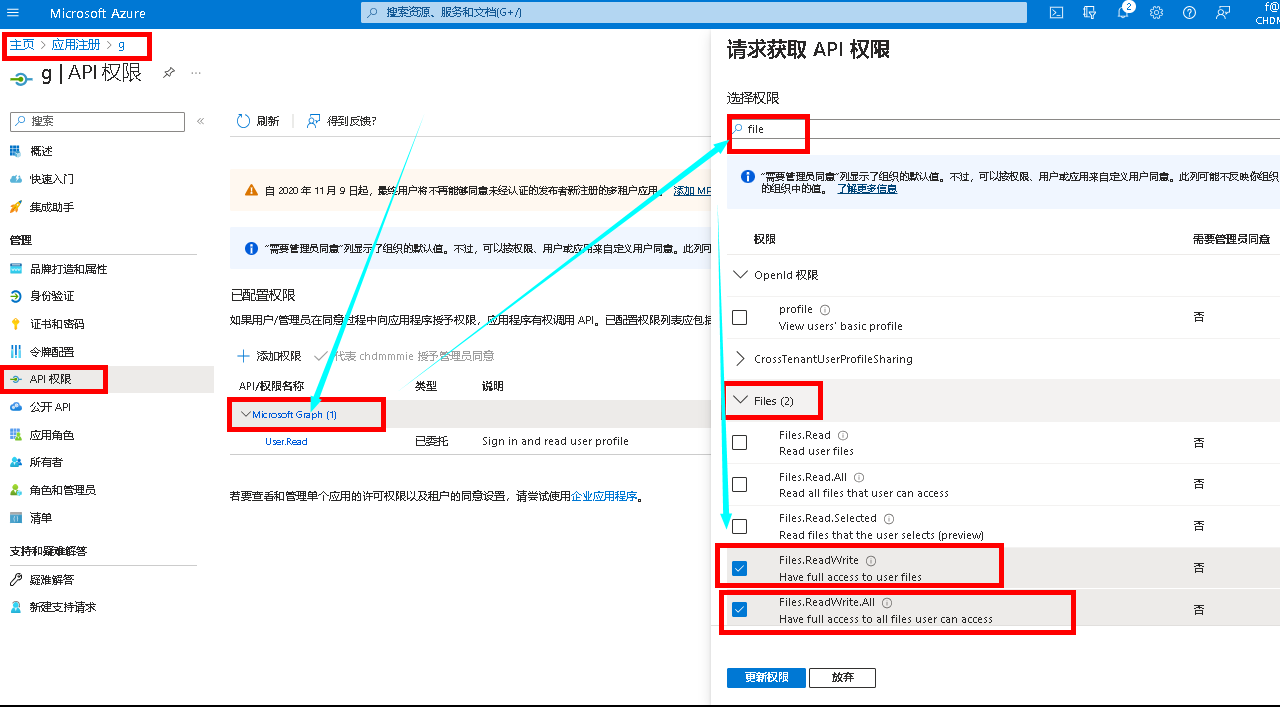 Microsoft Azure
搜索资源、服务和文档(G+/)
2
f@
CHDM
主页 > 应用注册 > g
g | API 权限
搜索
概述
快速入门
集成助手
管理
品牌打造和属性
身份验证
证书和密码
令牌配置
API 权限
公开 API
应用角色
所有者
角色和管理员
清单
支持和疑难解答
疑难解答
新建支持请求
刷新
得到反馈?
自 2020 年 11 月 9 日起，最终用户将不再能够同意未经认证的发布者新注册的多租户应用。 添加 MP
"需要管理员同意"列显示了组织的默认值。不过，可以按权限、用户或应用来自定义用户同意。此列可
已配置权限
如果用户/管理员在同意过程中向应用程序授予权限，应用程序有权调用 API。已配置权限列表应包括
添加权限
代表 chdmmmie 授予管理员同意
API/权限名称
类型
说明
Microsoft Graph (1)
User.Read
已委托
Sign in and read user profile
若要查看和管理单个应用的许可权限以及租户的同意设置，请尝试使用企业应用程序。
请求获取 API 权限
选择权限
file
"需要管理员同意"列显示了组织的默认值。不过，可以按权限、用户或应用来自定义用户同意。此列可能不反映你组织
的组织中的值。 了解更多信息
权限
需要管理员同意
OpenId 权限
profile
View users' basic profile
否
CrossTenantUserProfileSharing
Files (2)
Files.Read
Read user files
否
Files.Read.All
Read all files that user can access
否
Files.Read.Selected
Read files that the user selects (preview)
否
Files.ReadWrite
Have full access to user files
否
Files.ReadWrite.All
Have full access to all files user can access
否
更新权限
放弃